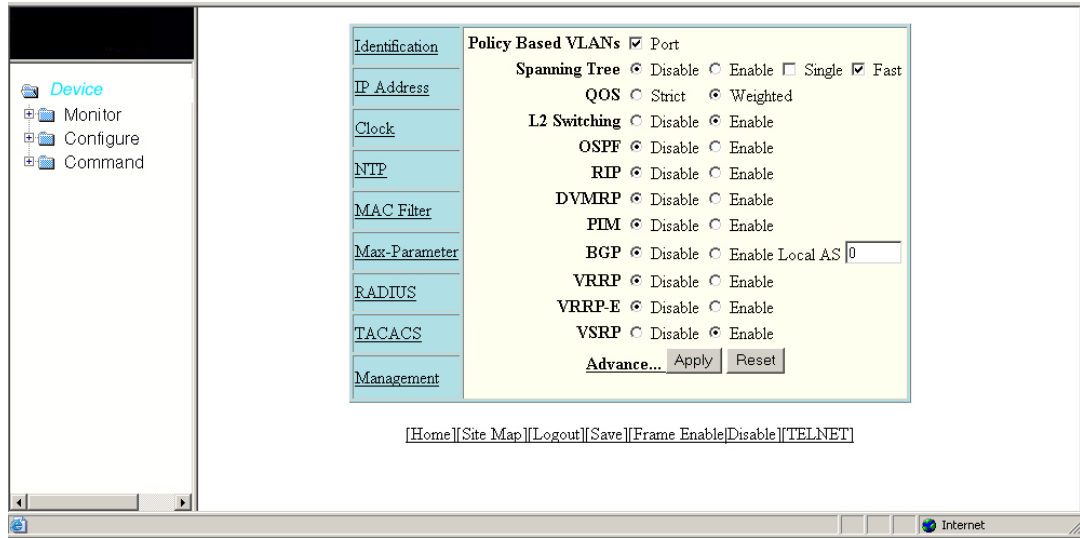 Device
Monitor
Configure
Command
Identification
IP Address
Clock
NTP
MAC Filter
Max-Parameter
RADIUS
TACACS
Management
Policy Based VLANs Port
Spanning Tree Disable Enable Single Fast
QOS Strict Weighted
L2 Switching Disable Enable
OSPF Disable Enable
RIP Disable Enable
DVMRP Disable Enable
PIM Disable Enable
BGP Disable Enable Local AS 0
VRRP Disable Enable
VRRP-E Disable Enable
VSRP Disable Enable
Advance... Apply Reset
[Home][Site Map][Logout][Save][Frame Enable|Disable][TELNET]
Internet